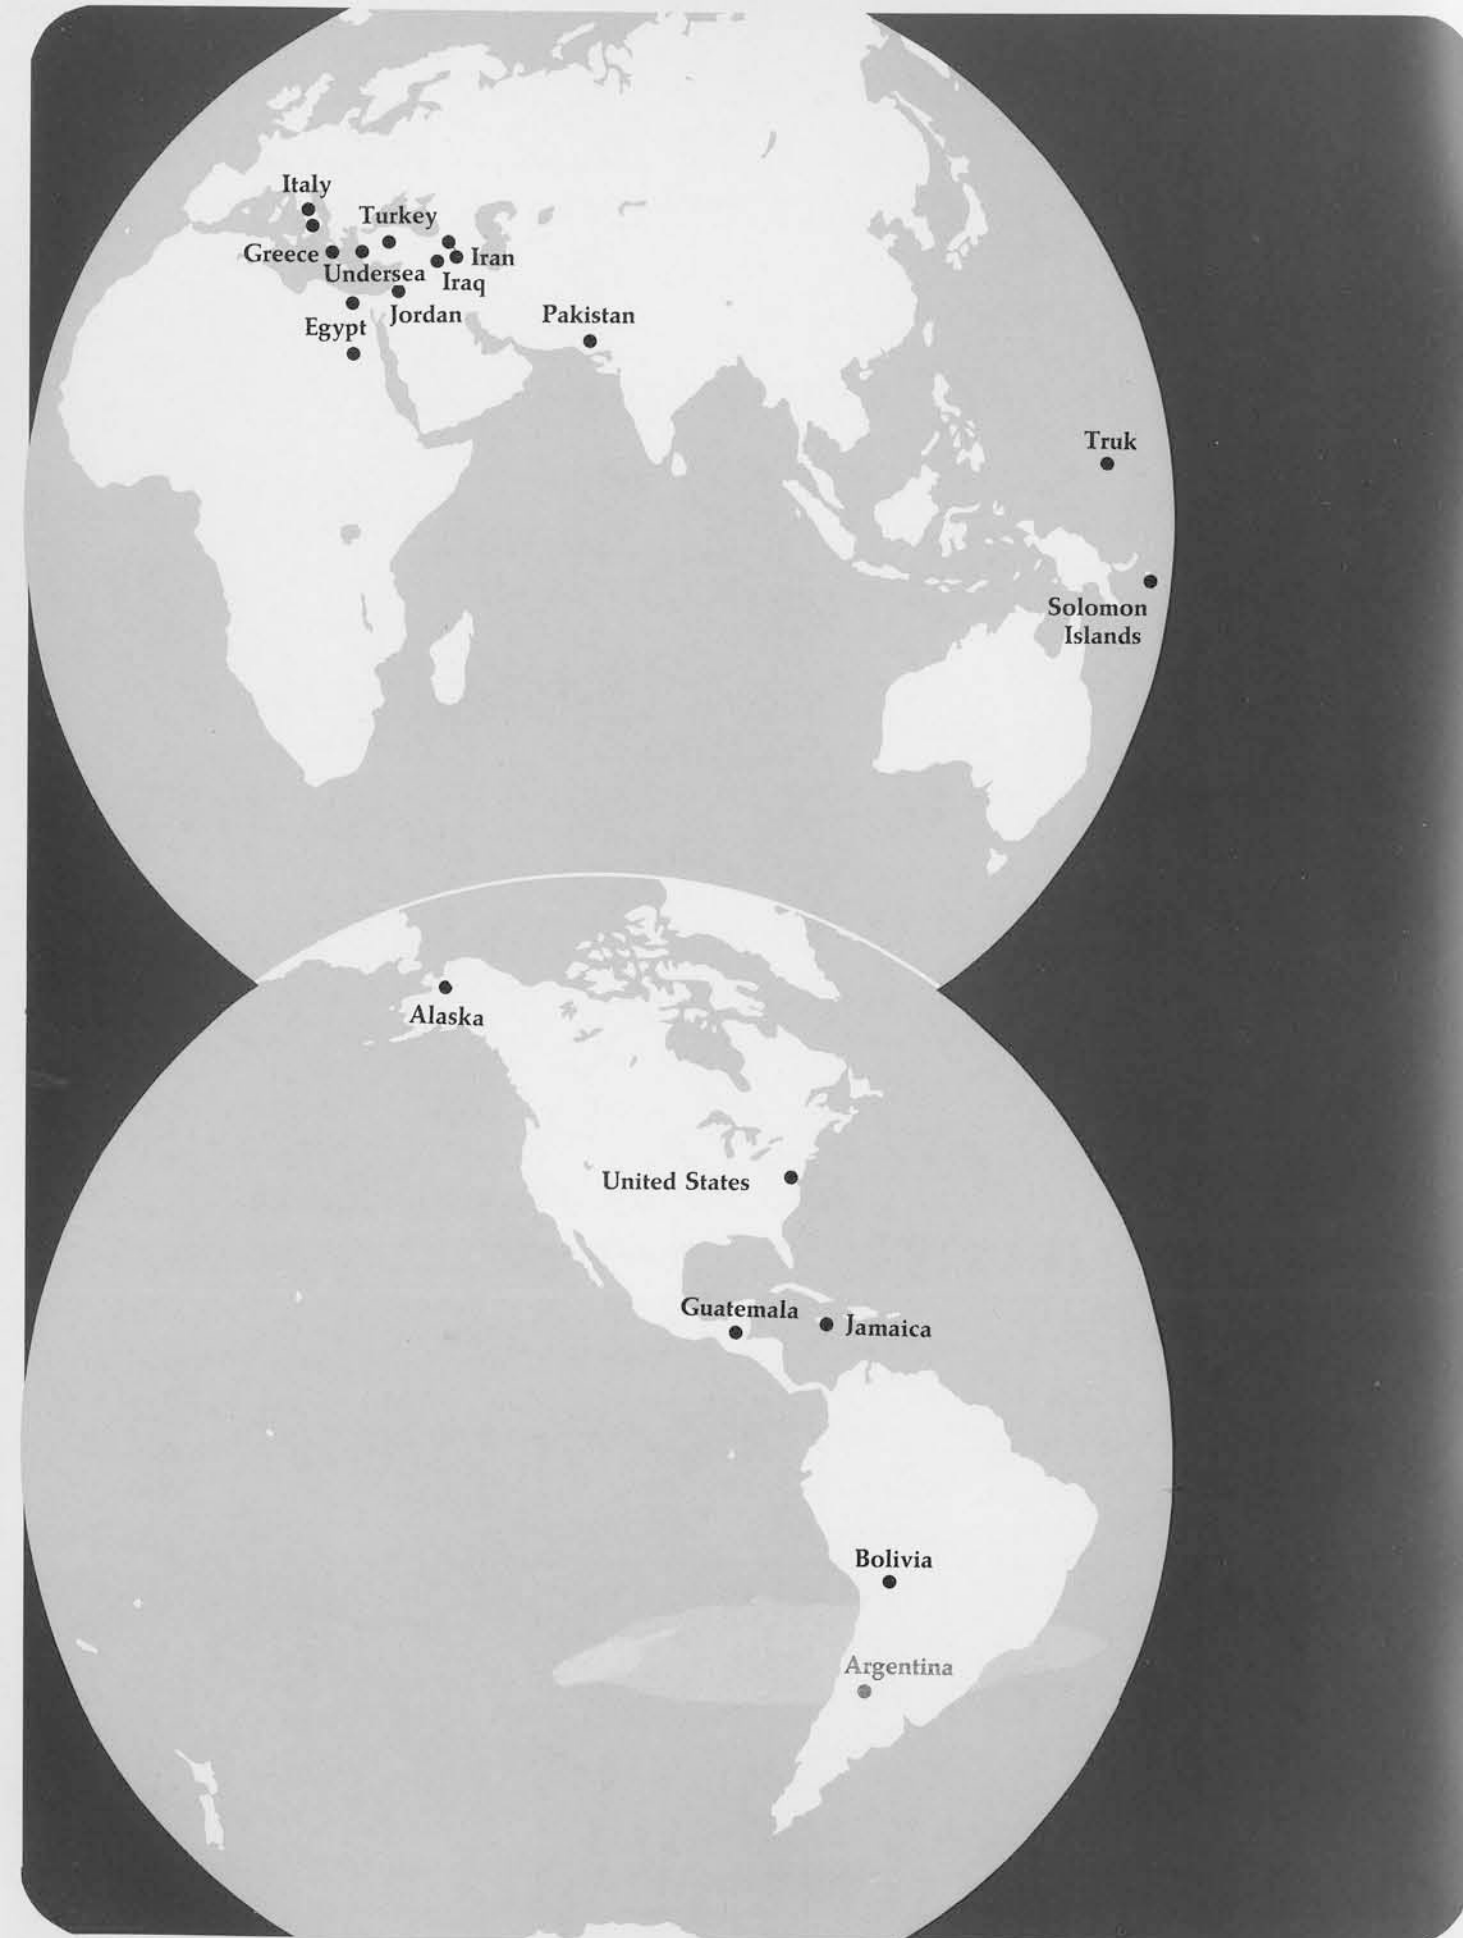 Italy
Turkey
Greece
Iran
Undersea
Iraq
Jordan
Egypt
Pakistan
Truk
Solomon
Islands
Alaska
United States
Guatemala
Jamaica
Bolivia
Argentina